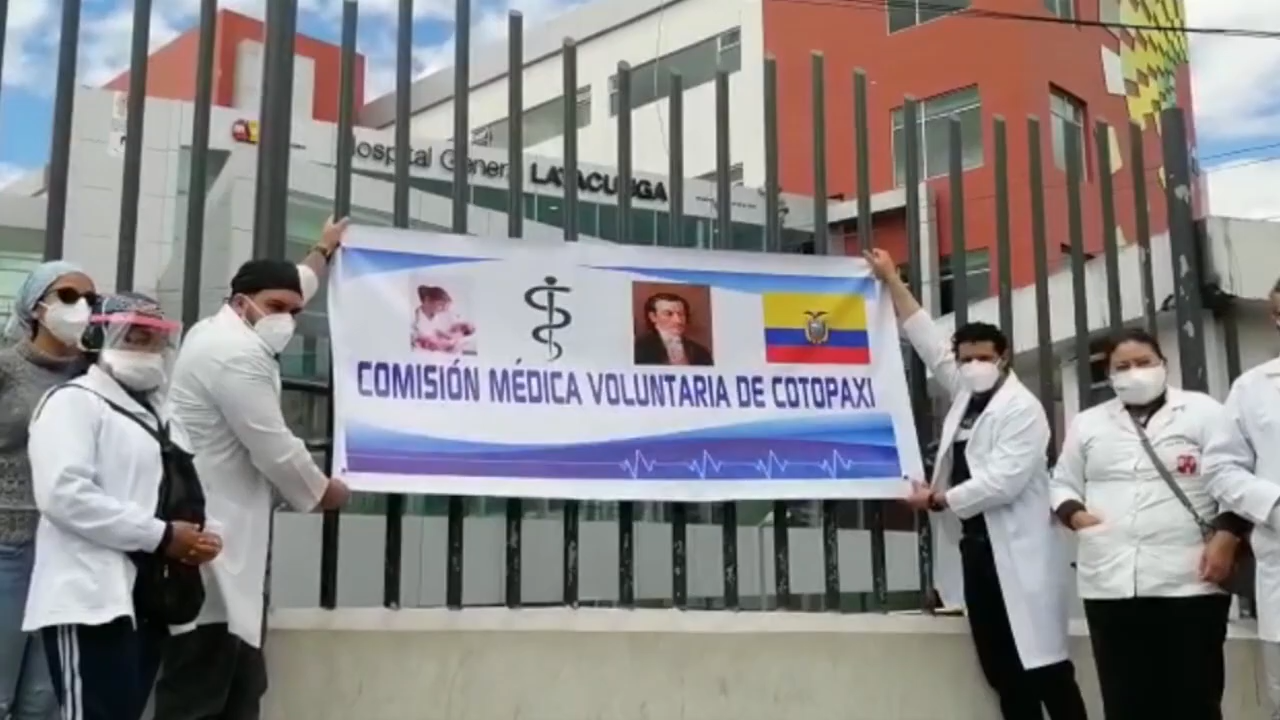 Hospital General LATACUNGA
COMISIÓN MÉDICA VOLUNTARIA DE COTOPAXI